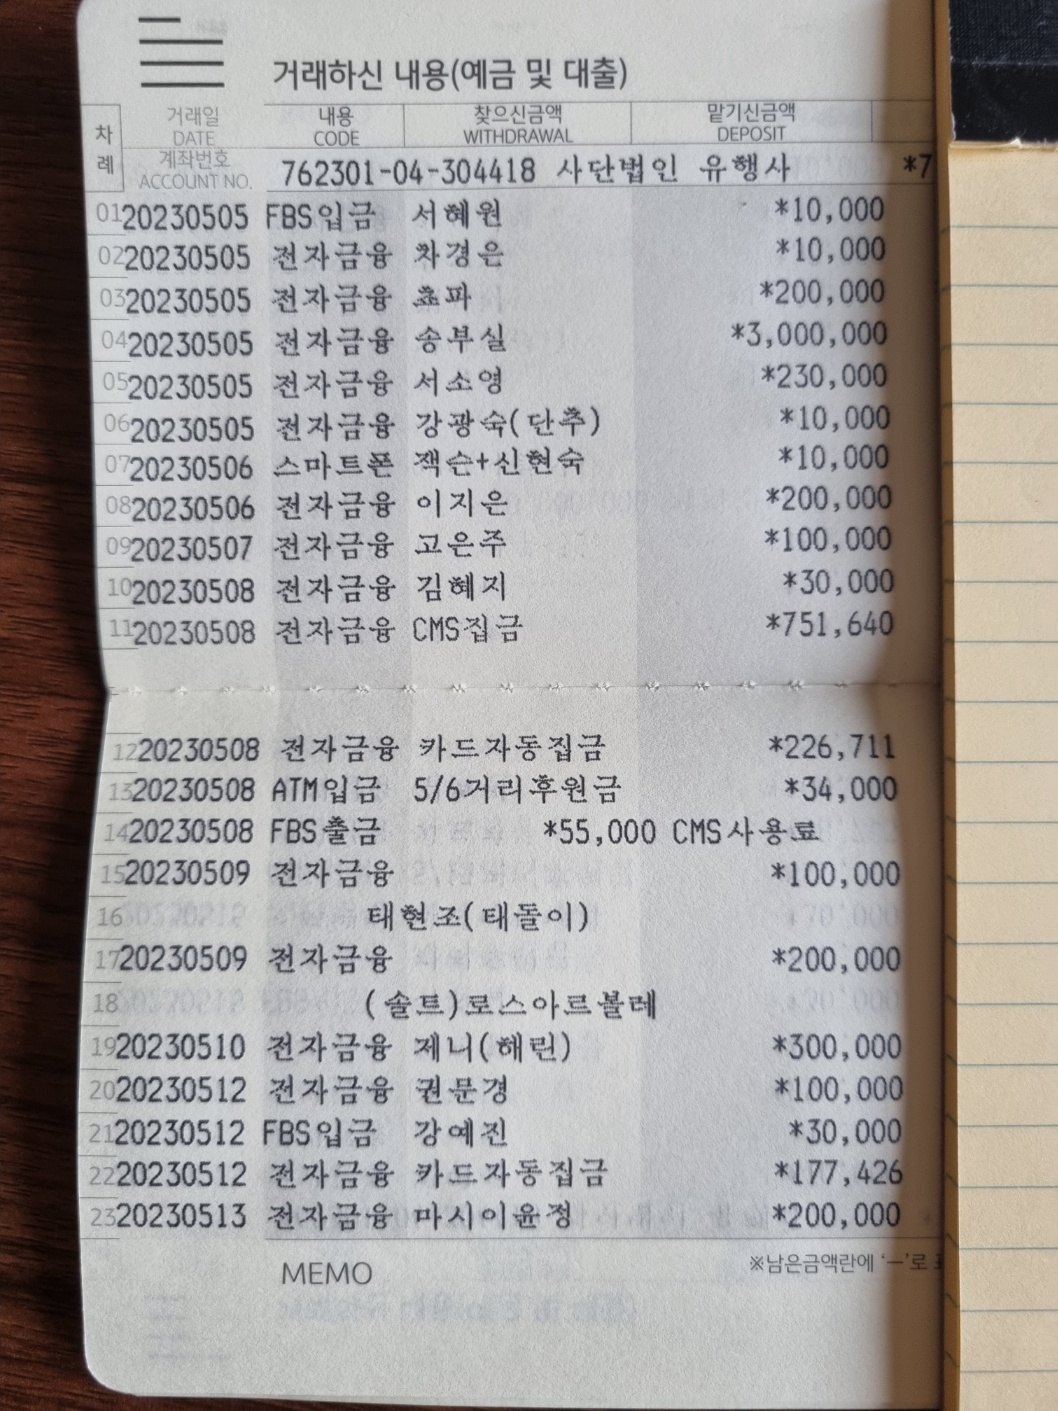 거래하신 내용(예금 및 대출)
차례 거래일 DATE 내용 CODE 찾으신금액 WITHDRAWAL 맡기신금액 DEPOSIT
계좌번호 ACCOUNT NO. 762301-04-304418 사단법인 유행사 *7
01 20230505 FBS입금 서혜원 *10,000
02 20230505 전자금융 차경은 *10,000
03 20230505 전자금융 초파 *200,000
04 20230505 전자금융 송부실 *3,000,000
05 20230505 전자금융 서소영 *230,000
06 20230505 전자금융 강광숙(단추) *10,000
07 20230506 스마트폰 잭슨+신현숙 *10,000
08 20230506 전자금융 이지은 *200,000
09 20230507 전자금융 고은주 *100,000
10 20230508 전자금융 김혜지 *30,000
11 20230508 전자금융 CMS집금 *751,640
12 20230508 전자금융 카드자동집금 *226,711
13 20230508 ATM입금 5/6거리후원금 *34,000
14 20230508 FBS출금 *55,000 CMS사용료
15 20230509 전자금융 *100,000
16 태현조(태돌이)
17 20230509 전자금융 *200,000
18 (솔트)로스아르볼레
19 20230510 전자금융 제니(해린) *300,000
20 20230512 전자금융 권문경 *100,000
21 20230512 FBS입금 강예진 *30,000
22 20230512 전자금융 카드자동집금 *177,426
23 20230513 전자금융 마시이윤정 *200,000
MEMO
※남은금액란에 '-'로